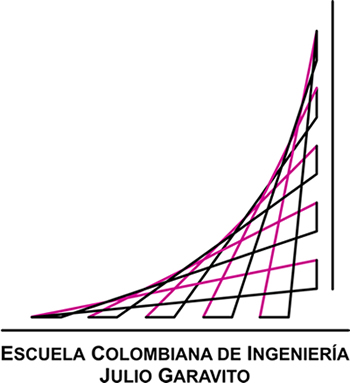 ESCUELA COLOMBIANA DE INGENIERÍA
JULIO GARAVITO